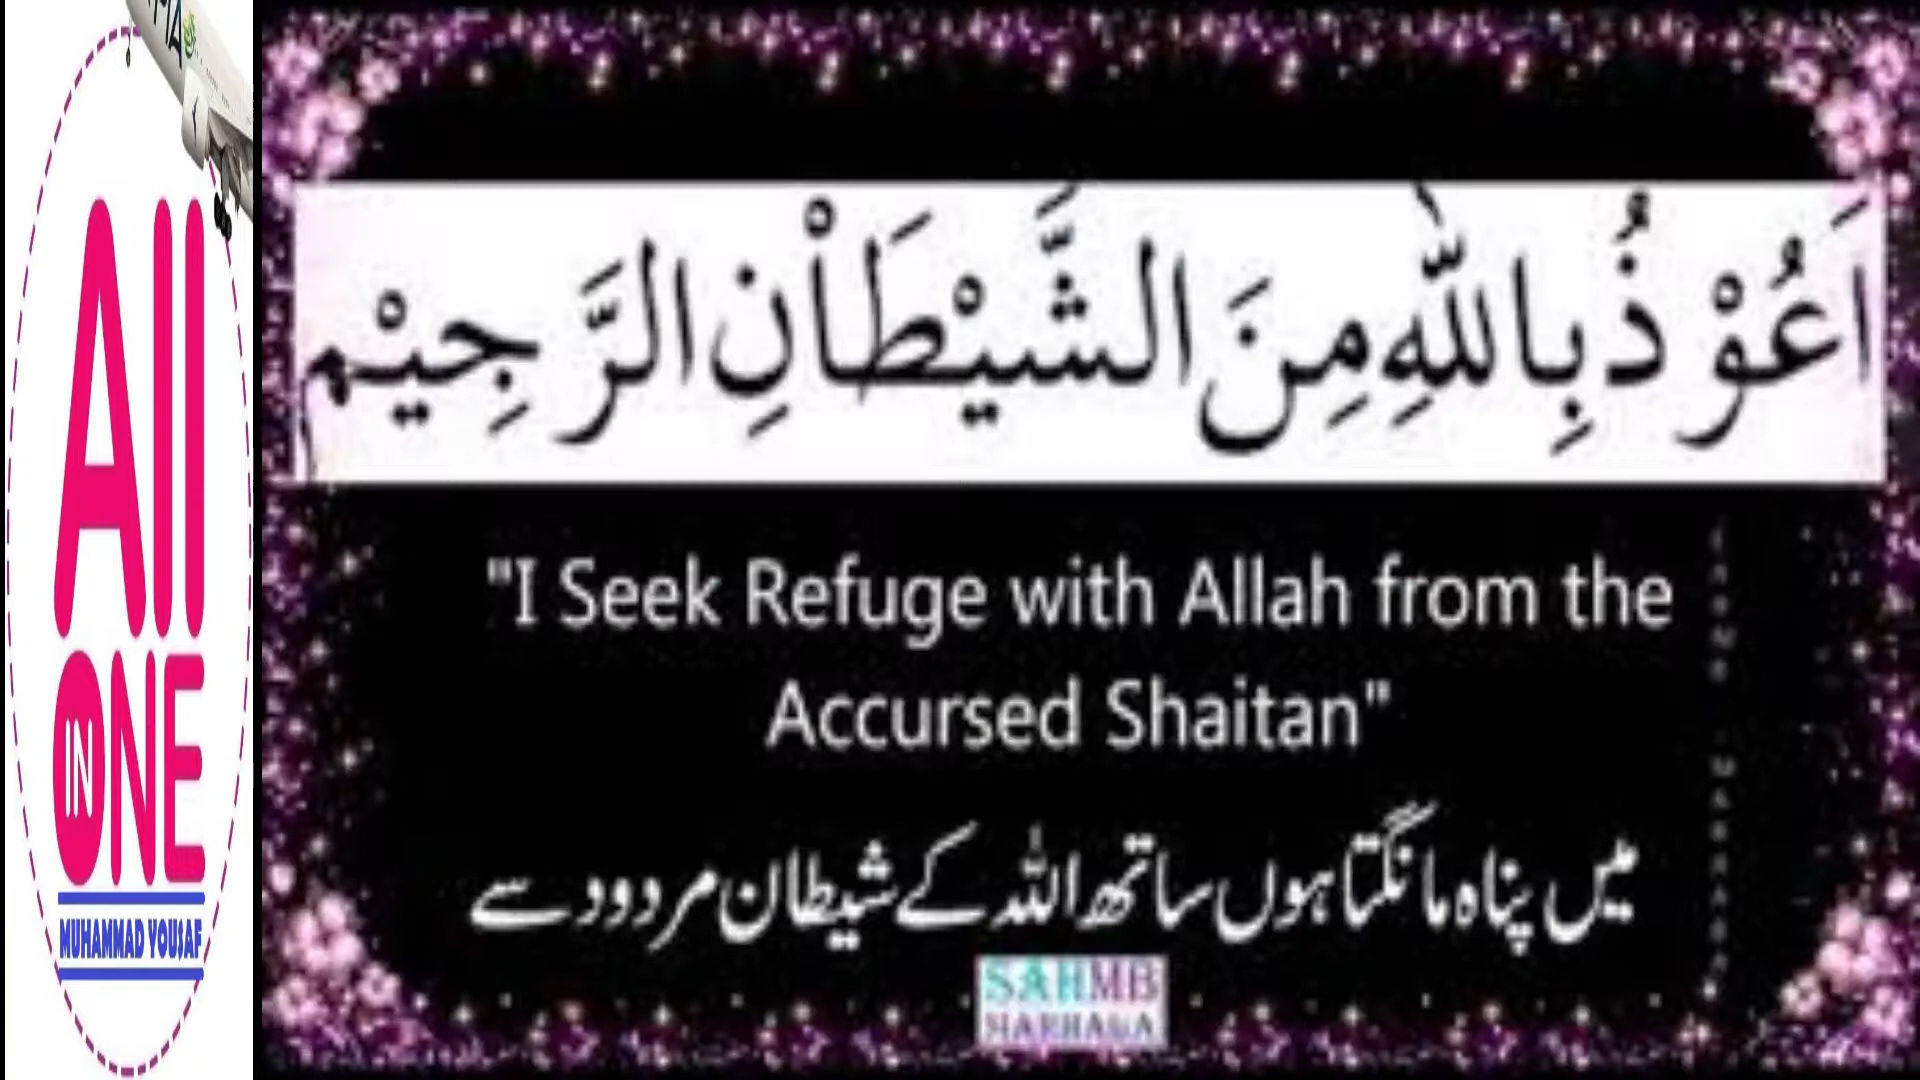 PIA
All
IN
ONE
MUHAMMAD YOUSAF
اَعُوْذُ بِاللّٰهِ مِنَ الشَّيْطَانِ الرَّجِيْم
"I Seek Refuge with Allah from the
Accursed Shaitan"
میں پناہ مانگتا ہوں ساتھ اللہ کے شیطان مردود سے
SAHMB